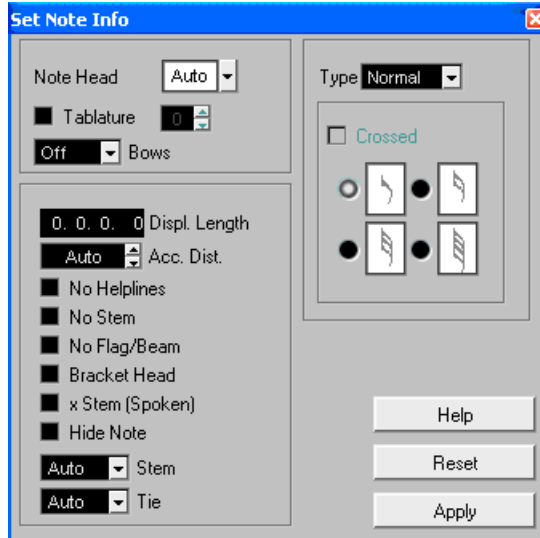 Set Note Info
Note Head Auto
Tablature 0
Off Bows
Type Normal
Crossed
0. 0. 0. 0 Displ. Length
Auto Acc. Dist.
No Helplines
No Stem
No Flag/Beam
Bracket Head
x Stem (Spoken)
Hide Note
Auto Stem
Auto Tie
Help
Reset
Apply